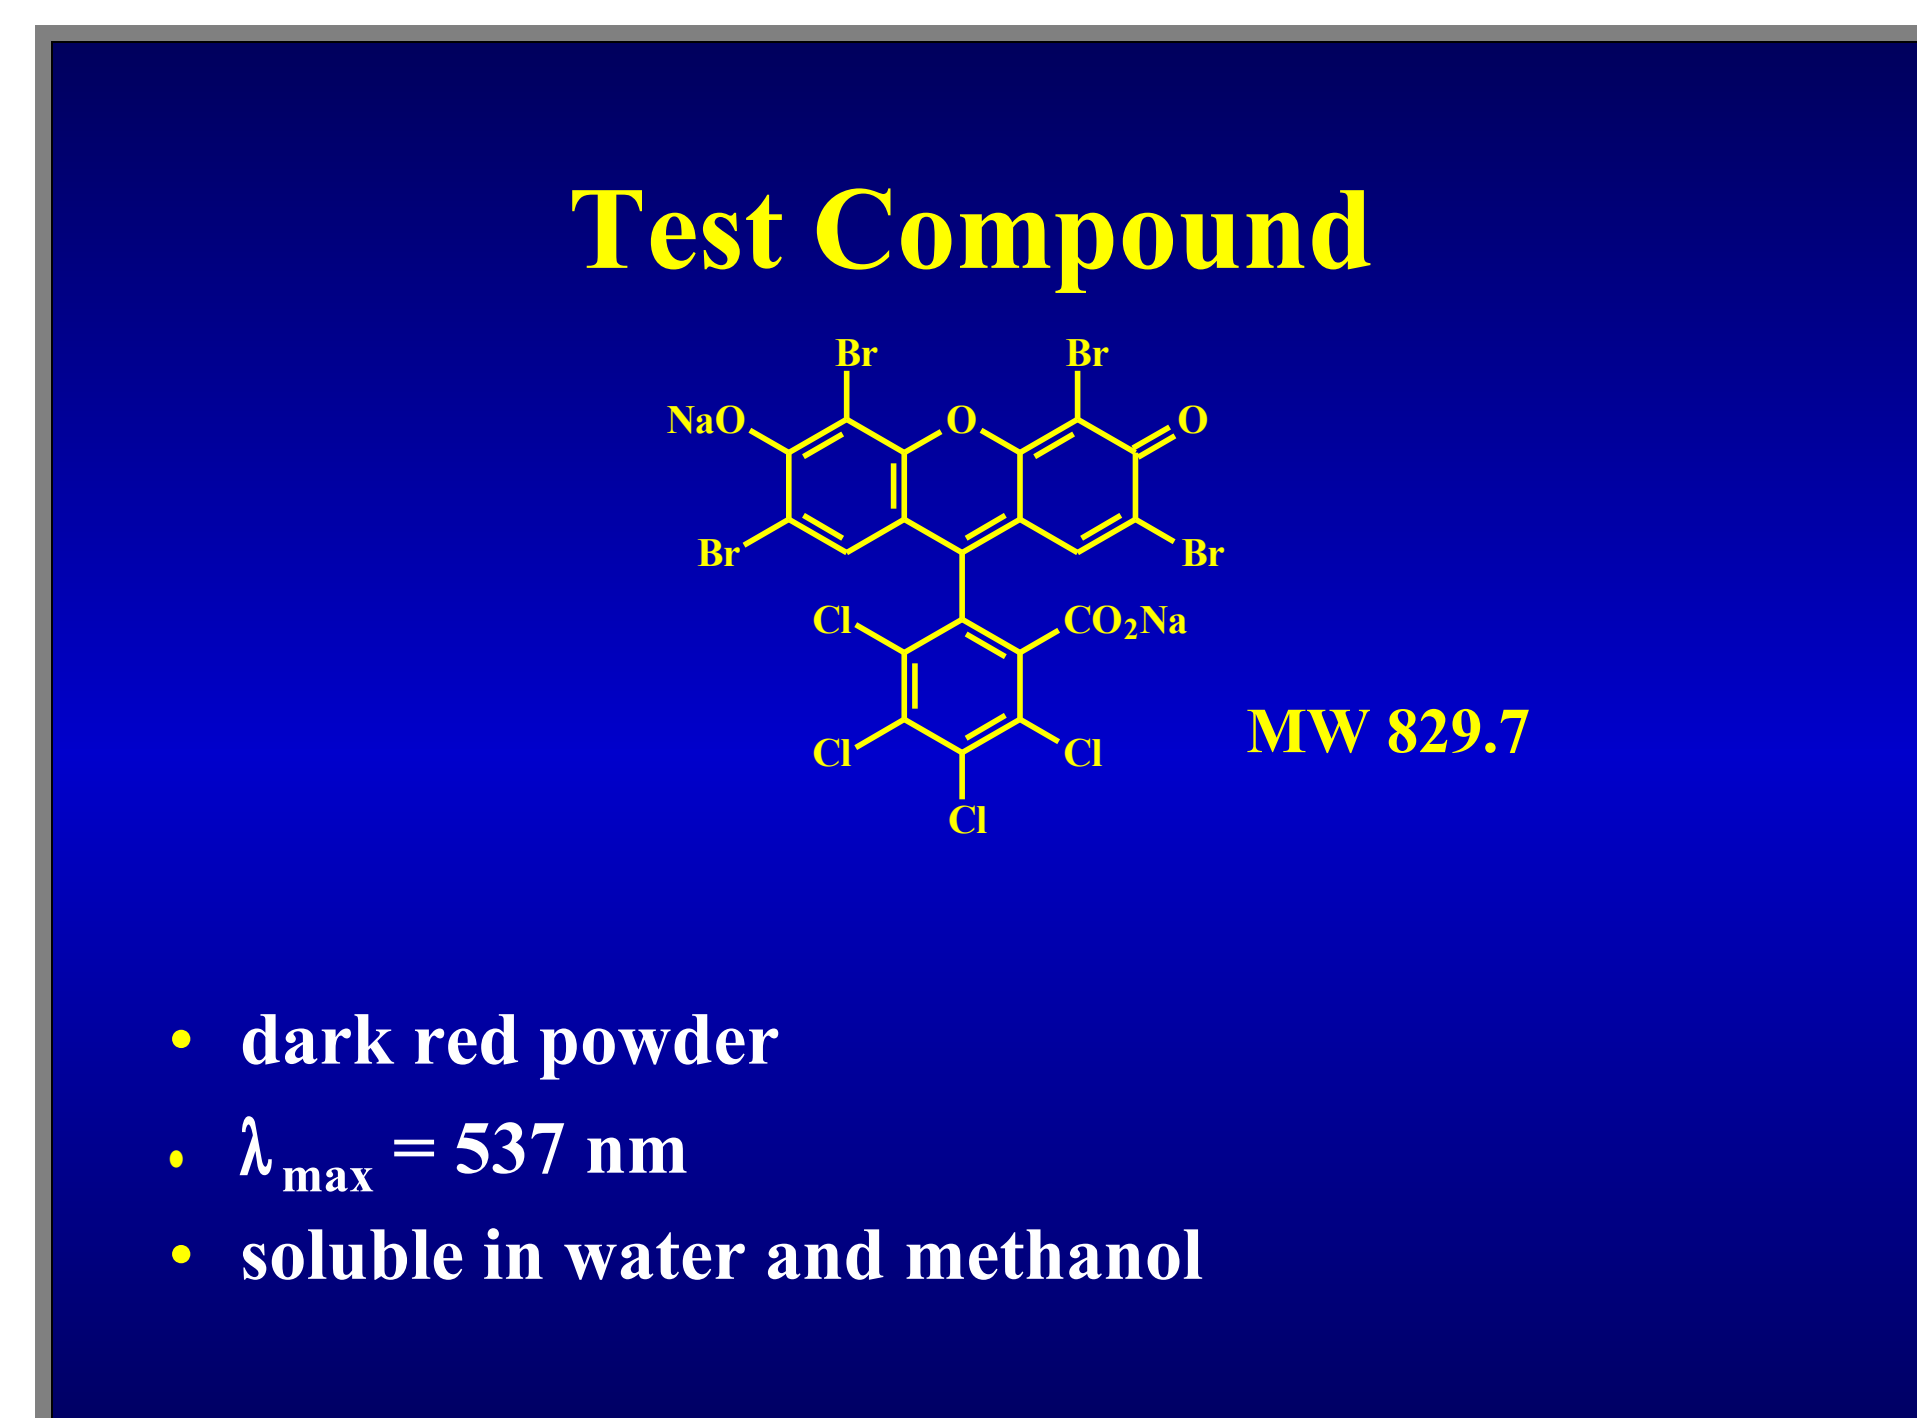 Test Compound
Br Br
NaO O O
Br Br
Cl CO₂Na
MW 829.7
Cl Cl
Cl
• dark red powder
• λmax = 537 nm
• soluble in water and methanol